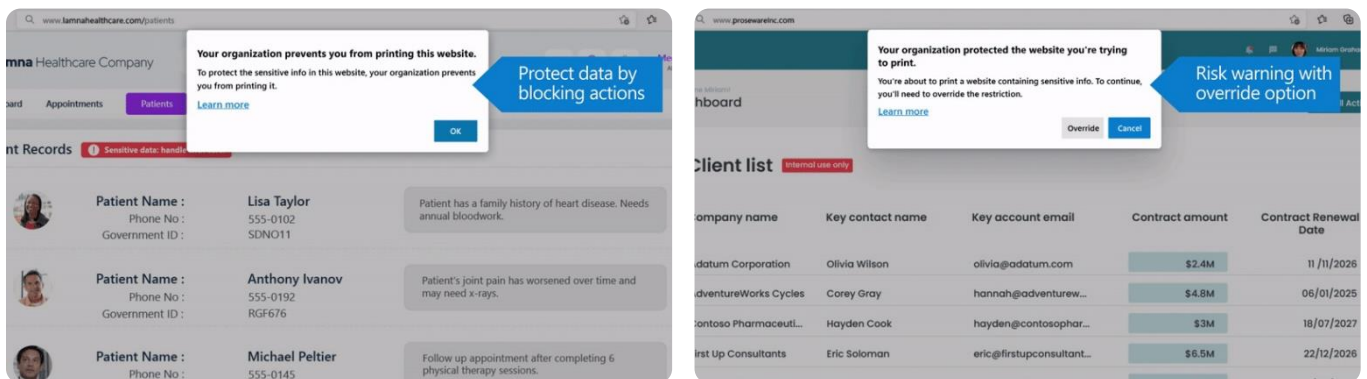 www.lamnahealthcare.com/patients
mna Healthcare Company
Your organization prevents you from printing this website.
To protect the sensitive info in this website, your organization prevents
you from printing it.
Learn more
OK
Protect data by
blocking actions
Appointments
Patients
nt Records
Sensitive data: handle
Patient Name :
Lisa Taylor
Phone No :
555-0102
Government ID :
SDNO11
Patient has a family history of heart disease. Needs
annual bloodwork.
Patient Name :
Anthony Ivanov
Phone No :
555-0192
Government ID :
RGF676
Patient's joint pain has worsened over time and
may need x-rays.
Patient Name :
Michael Peltier
Phone No :
555-0145
Follow up appointment after completing 6
physical therapy sessions.
www.prosewareinc.com
Your organization protected the website you're trying
to print.
You're about to print a website containing sensitive info. To continue,
you'll need to override the restriction.
Learn more
Override
Cancel
Risk warning with
override option
Miriam Graha
hboard
Client list
Internal use only
ompany name
Key contact name
Key account email
Contract amount
Contract Renewal
Date
datum Corporation
Olivia Wilson
olivia@adatum.com
$2.4M
11 /11/2026
dventureWorks Cycles
Corey Gray
hannah@adventurew...
$4.8M
06/01/2025
ontoso Pharmaceuti...
Hayden Cook
hayden@contosophar...
$3M
18/07/2027
irst Up Consultants
Eric Soloman
eric@firstupconsultant...
$6.5M
22/12/2026